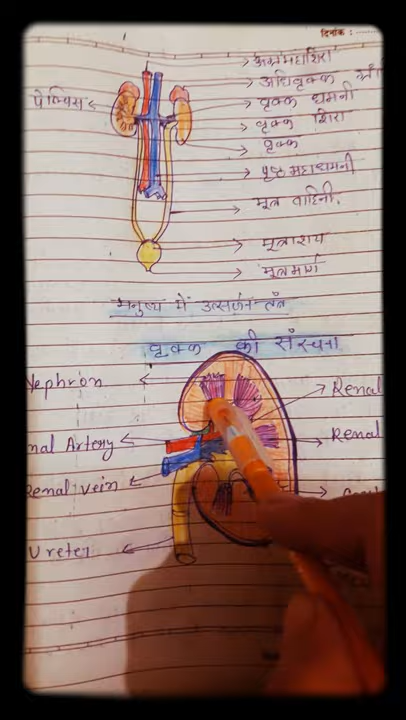 दिनांक :
अग्र महाशिरा
अधिवृक्क
पेल्विस
वृक्क धमनी
वृक्क शिरा
वृक्क
पृष्ट महाधमनी
मूत्र वाहिनी.
मूत्राशय
मूत्रमार्ग
मनुष्य में उत्सर्जन-तंत्र
वृक्क की संरचना
Nephron
Renal
nal Artery
Renal
Renal vein
Ureter